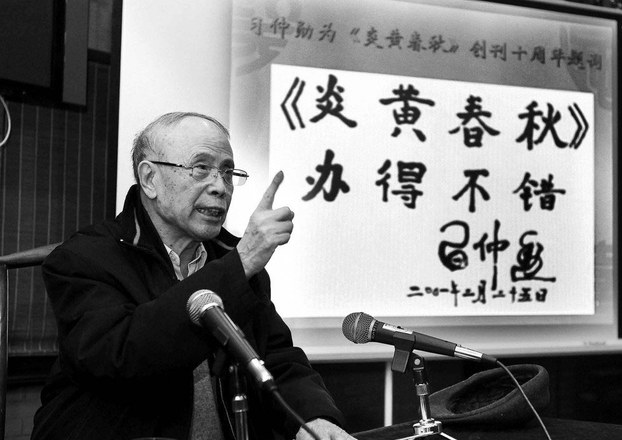 习仲勋为《炎黄春秋》创刊十周年题词
《炎黄春秋》
办得不错
习仲勋
二〇〇一年二月二十五日